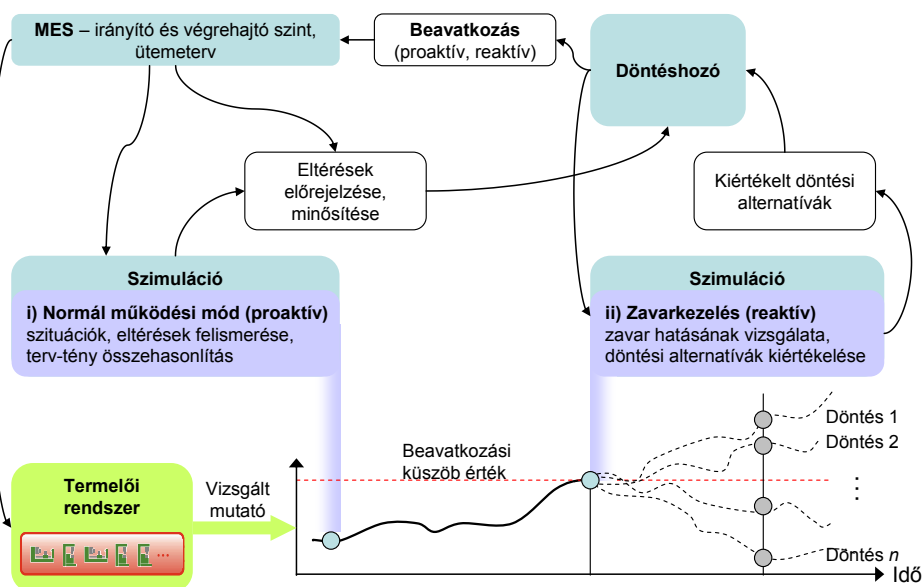 MES – irányító és végrehajtó szint,
ütemeterv
Beavatkozás
(proaktív, reaktív)
Döntéshozó
Eltérések
előrejelzése,
minősítése
Kiértékelt döntési
alternatívák
Szimuláció
i) Normál működési mód (proaktív)
szituációk, eltérések felismerése,
terv-tény összehasonlítás
Szimuláció
ii) Zavarkezelés (reaktív)
zavar hatásának vizsgálata,
döntési alternatívák kiértékelése
Termelői
rendszer
...
Vizsgált
mutató
Beavatkozási
küszöb érték
Döntés 1
Döntés 2
⋮
Döntés n
Idő